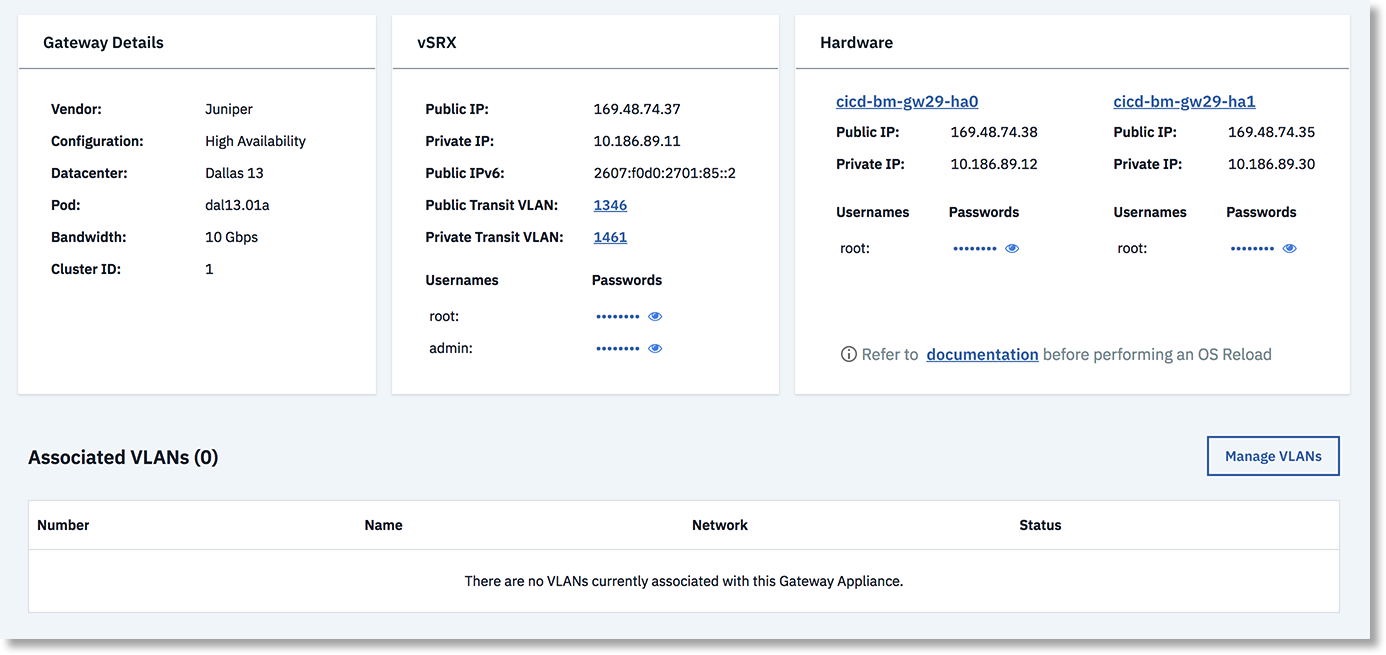 Gateway Details
Vendor: Juniper
Configuration: High Availability
Datacenter: Dallas 13
Pod: dal13.01a
Bandwidth: 10 Gbps
Cluster ID: 1
vSRX
Public IP: 169.48.74.37
Private IP: 10.186.89.11
Public IPv6: 2607:f0d0:2701:85::2
Public Transit VLAN: 1346
Private Transit VLAN: 1461
Usernames Passwords
root: ••••••••
admin: ••••••••
Hardware
cicd-bm-gw29-ha0
Public IP: 169.48.74.38
Private IP: 10.186.89.12
Usernames Passwords
root: ••••••••
cicd-bm-gw29-ha1
Public IP: 169.48.74.35
Private IP: 10.186.89.30
Usernames Passwords
root: ••••••••
Refer to documentation before performing an OS Reload
Associated VLANs (0)
Manage VLANs
Number Name Network Status
There are no VLANs currently associated with this Gateway Appliance.